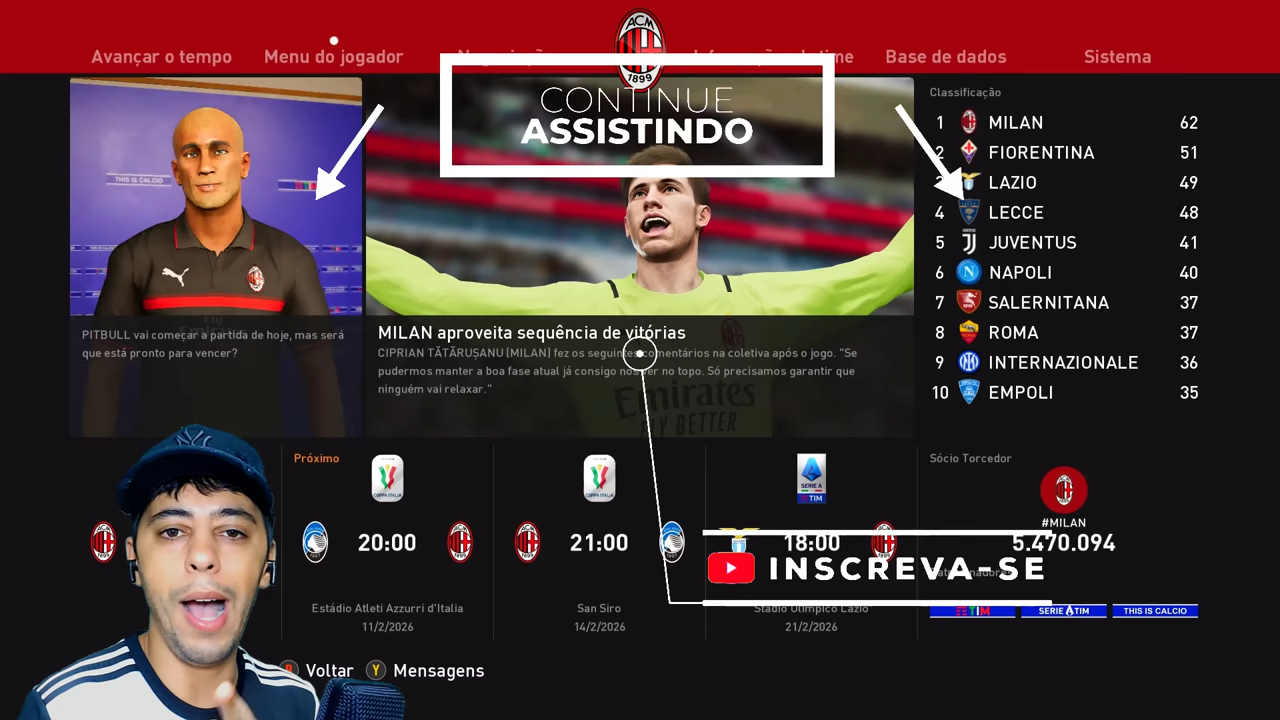 ACM
1899
Avançar o tempo
Menu do jogador
Base de dados
Sistema
CONTINUE
ASSISTINDO
THIS IS CALCIO
PITBULL vai começar a partida de hoje, mas será
que está pronto para vencer?
MILAN aproveita sequência de vitórias
CIPRIAN TĂTĂRUȘANU (MILAN) fez os seguintes comentários na coletiva após o jogo. "Se
pudermos manter a boa fase atual já consigo nos ver no topo. Só precisamos garantir que
ninguém vai relaxar."
Emirates
FLY BETTER
Classificação
1 MILAN 62
2 FIORENTINA 51
LAZIO 49
4 LECCE 48
5 JUVENTUS 41
6 NAPOLI 40
7 SALERNITANA 37
8 ROMA 37
9 INTERNAZIONALE 36
10 EMPOLI 35
Próximo
COPPA ITALIA
20:00
Estádio Atleti Azzurri d'Italia
11/2/2026
COPPA ITALIA
21:00
San Siro
14/2/2026
SERIE A
TIM
18:00
Stadio Olimpico Lazio
21/2/2026
Sócio Torcedor
#MILAN
5.470.094
INSCREVA-SE
TIM
SERIE A TIM
THIS IS CALCIO
B Voltar
Y Mensagens